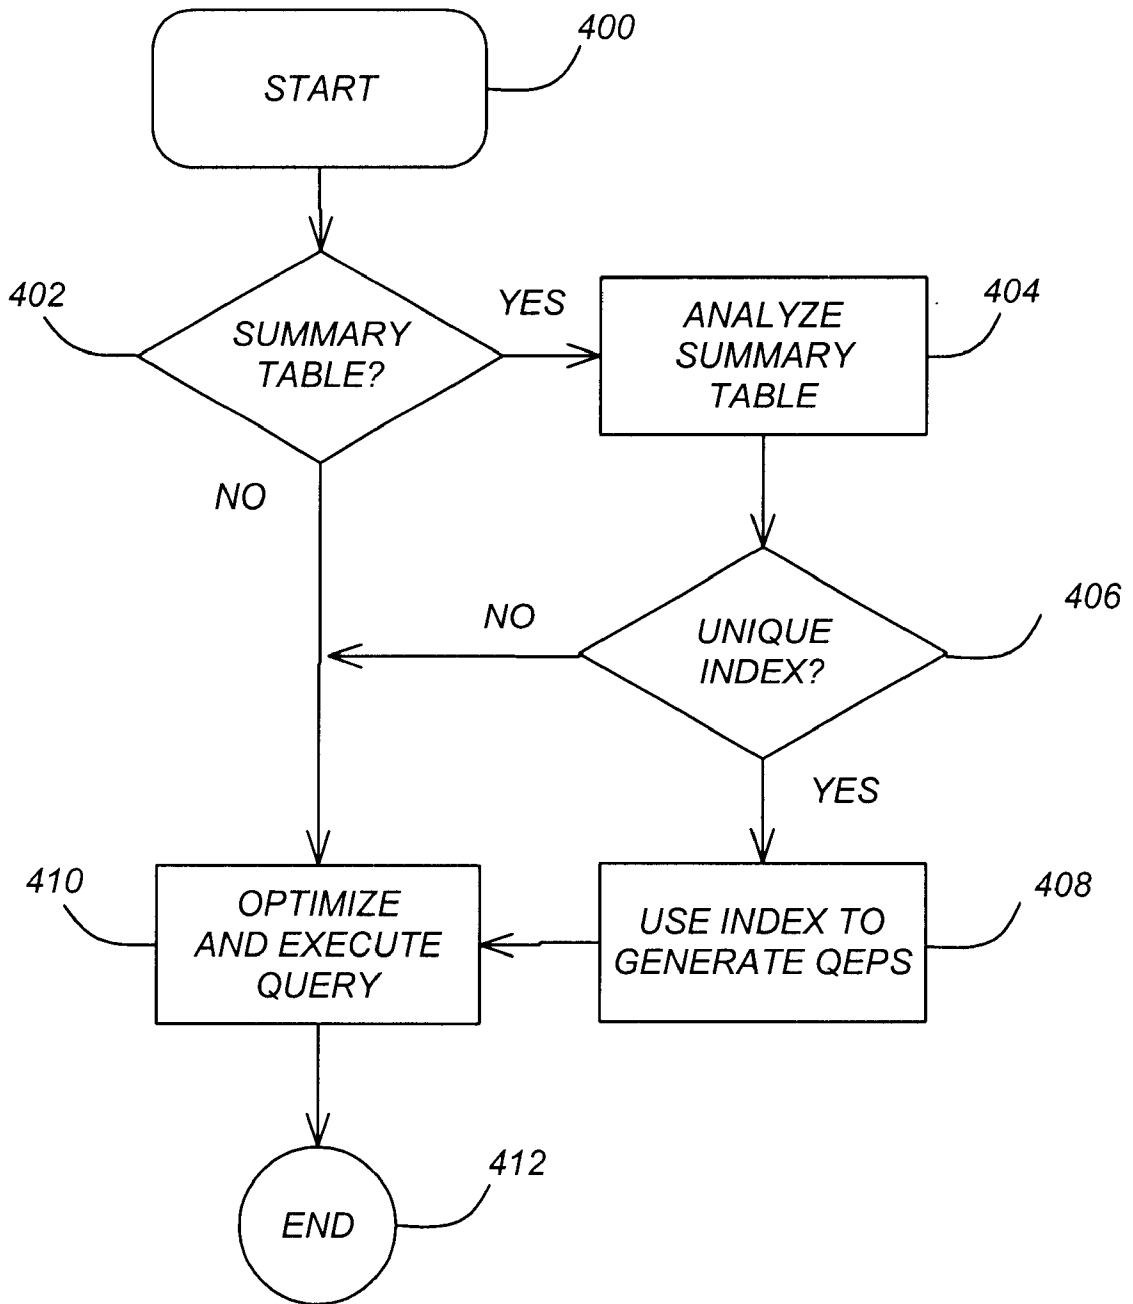 400
START
402
SUMMARY
TABLE?
YES
ANALYZE
SUMMARY
TABLE
404
NO
NO
UNIQUE
INDEX?
406
YES
410
OPTIMIZE
AND EXECUTE
QUERY
USE INDEX TO
GENERATE QEPS
408
412
END